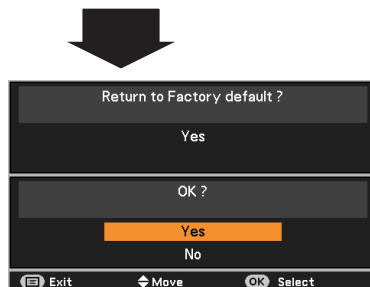 Return to Factory default ?
Yes
OK ?
Yes
No
Exit Move OK Select